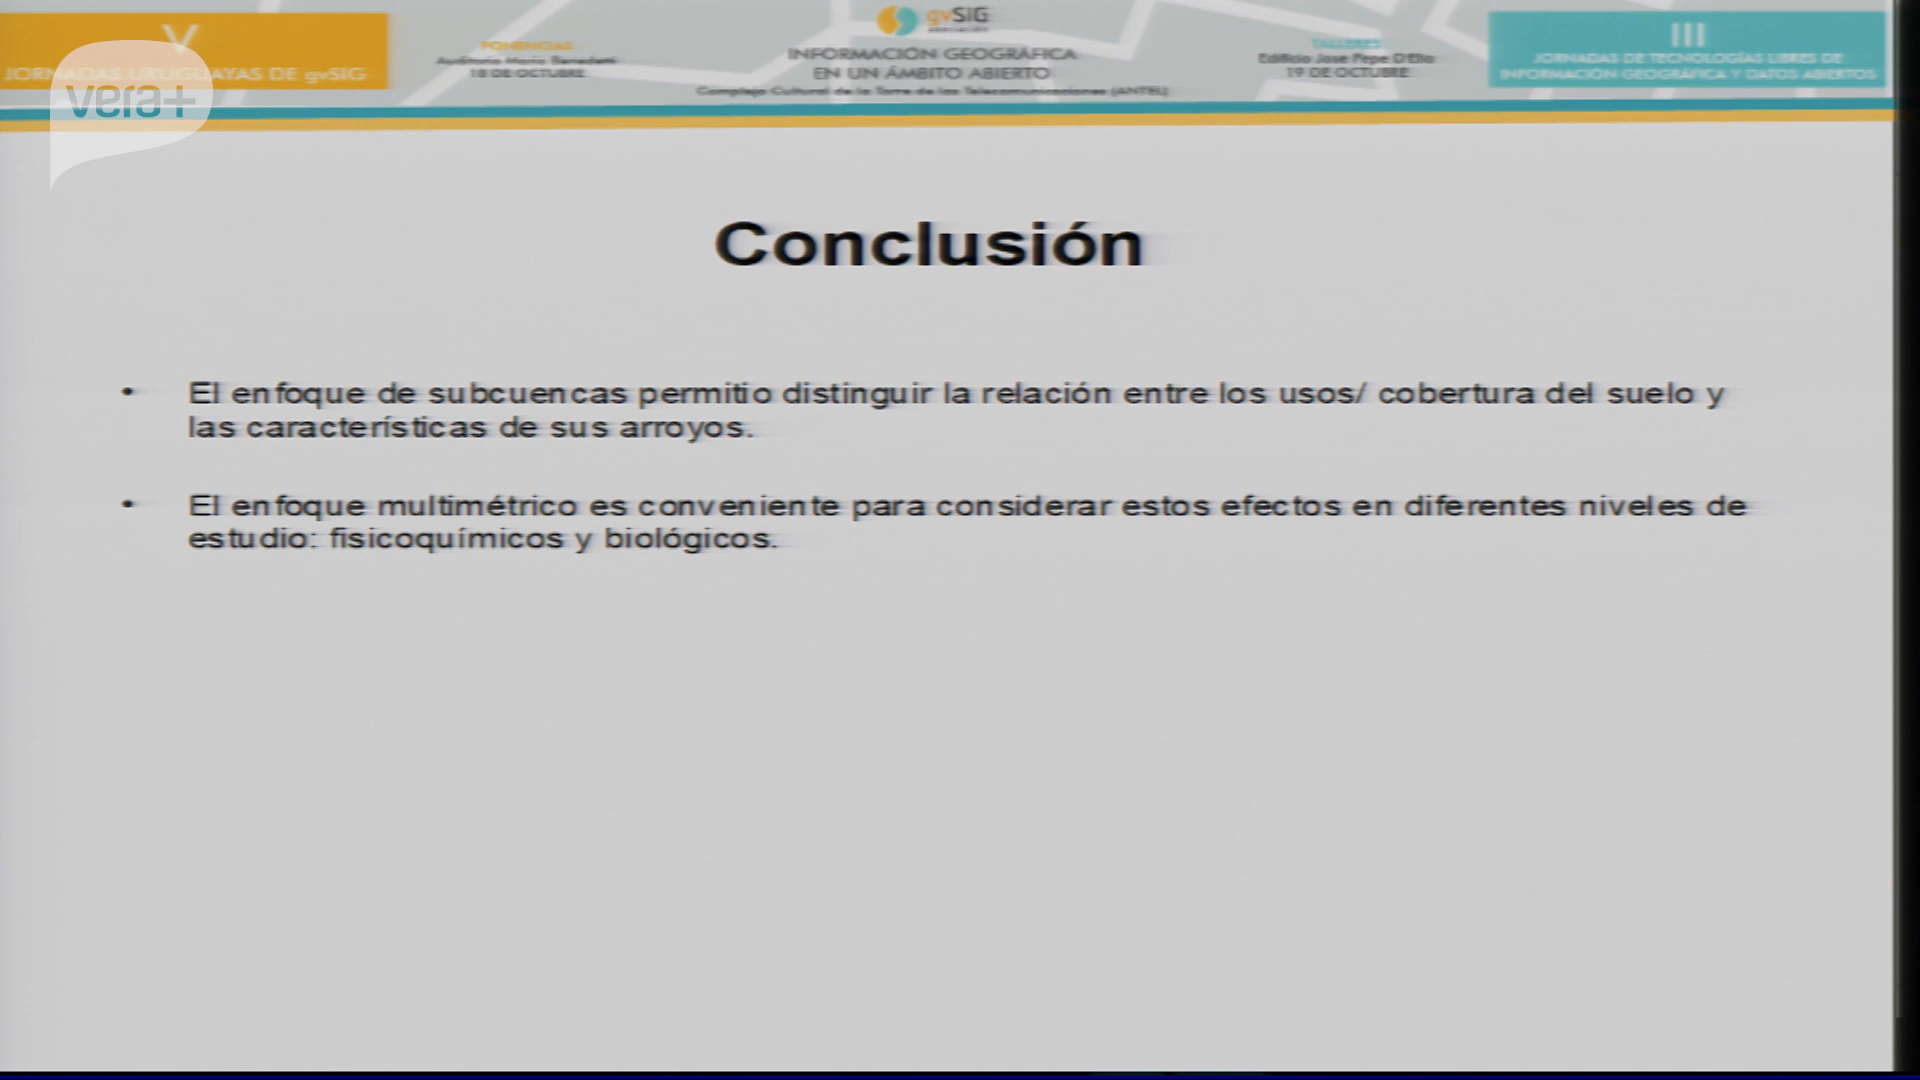 V
JORNADAS URUGUAYAS DE gvSIG
vera+
PONENCIAS
Auditorio Mario Benedetti
18 DE OCTUBRE
gvSIG
asociación
INFORMACIÓN GEOGRÁFICA
EN UN ÁMBITO ABIERTO
Complejo Cultural de la Torre de las Telecomunicaciones (ANTEL)
TALLERES
Edificio José Pepe D'Elía
19 DE OCTUBRE
III
JORNADAS DE TECNOLOGÍAS LIBRES DE
INFORMACIÓN GEOGRÁFICA Y DATOS ABIERTOS
Conclusión
• El enfoque de subcuencas permitio distinguir la relación entre los usos/ cobertura del suelo y
las características de sus arroyos.
• El enfoque multimétrico es conveniente para considerar estos efectos en diferentes niveles de
estudio: fisicoquímicos y biológicos.